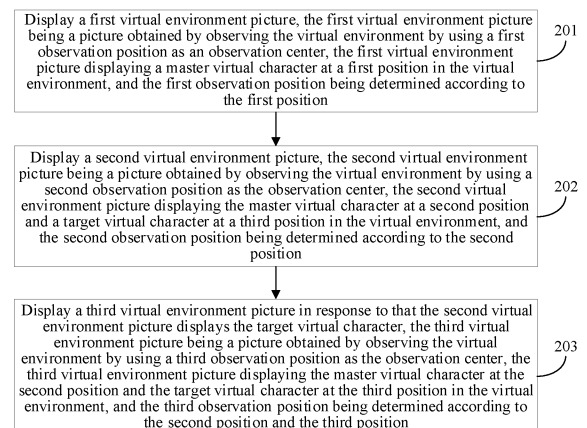 Display a first virtual environment picture, the first virtual environment picture
being a picture obtained by observing the virtual environment by using a first
observation position as an observation center, the first virtual environment
picture displaying a master virtual character at a first position in the virtual
environment, and the first observation position being determined according to
the first position
201
Display a second virtual environment picture, the second virtual environment
picture being a picture obtained by observing the virtual environment by using a
second observation position as the observation center, the second virtual
environment picture displaying the master virtual character at a second position
and a target virtual character at a third position in the virtual environment, and
the second observation position being determined according to the second
position
202
Display a third virtual environment picture in response to that the second virtual
environment picture displays the target virtual character, the third virtual
environment picture being a picture obtained by observing the virtual
environment by using a third observation position as the observation center, the
third virtual environment picture displaying the master virtual character at the
second position and the target virtual character at the third position in the virtual
environment, and the third observation position being determined according to
the second position and the third position
203